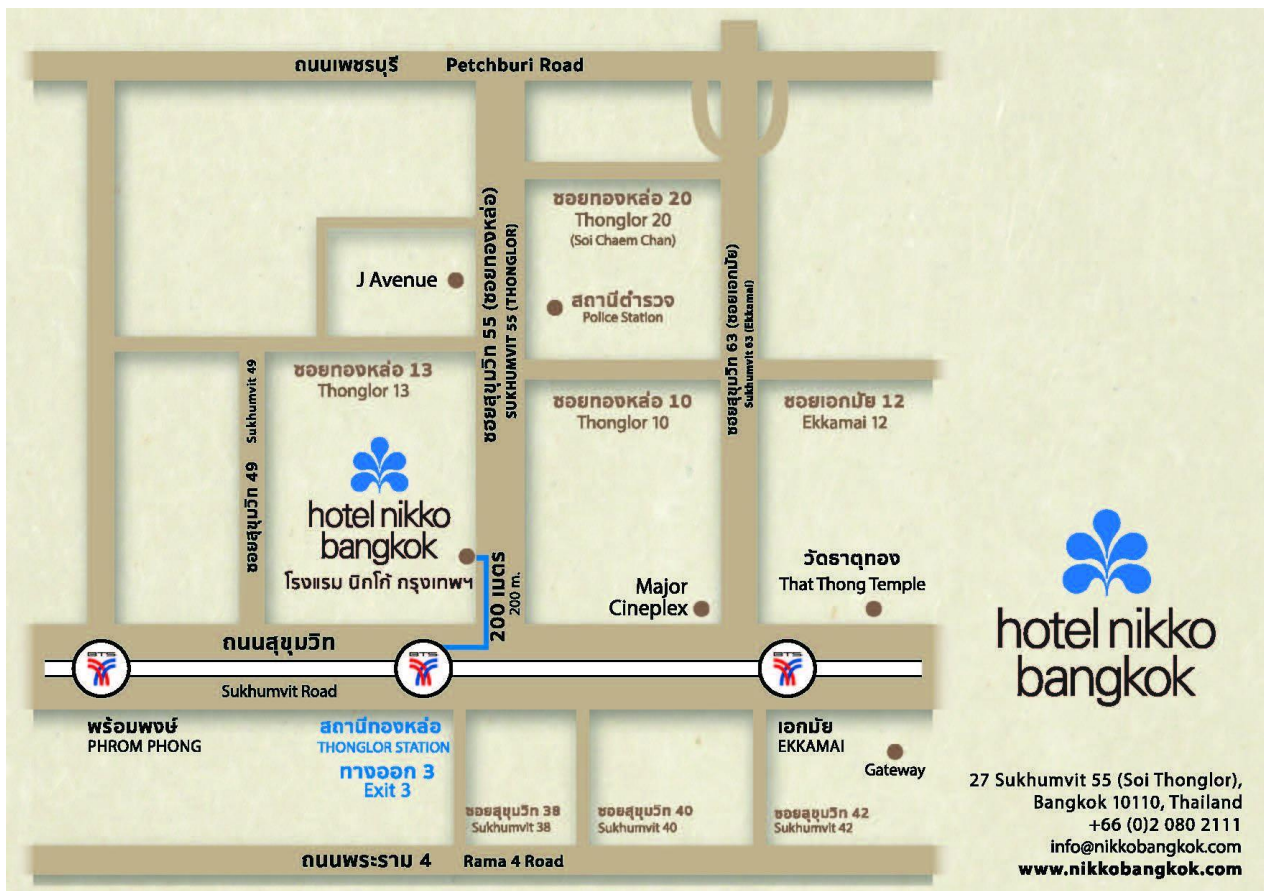 ถนนเพชรบุรี Petchburi Road
ซอยทองหล่อ 20
Thonglor 20
(Soi Chaem Chan)
J Avenue
สถานีตำรวจ
Police Station
ซอยสุขุมวิท 55 (ซอยทองหล่อ)
SUKHUMVIT 55 (THONGLOR)
ซอยสุขุมวิท 63 (ซอยเอกมัย)
Sukhumvit 63 (Ekkamai)
ซอยทองหล่อ 13
Thonglor 13
ซอยทองหล่อ 10
Thonglor 10
ซอยเอกมัย 12
Ekkamai 12
ซอยสุขุมวิท 49 Sukhumvit 49
hotel nikko
bangkok
โรงแรม นิกโก้ กรุงเทพฯ
200 เมตร
200 m.
Major
Cineplex
วัดธาตุทอง
That Thong Temple
ถนนสุขุมวิท
BTS
BTS
BTS
Sukhumvit Road
พร้อมพงษ์
PHROM PHONG
สถานีทองหล่อ
THONGLOR STATION
ทางออก 3
Exit 3
เอกมัย
EKKAMAI
Gateway
ซอยสุขุมวิท 38
Sukhumvit 38
ซอยสุขุมวิท 40
Sukhumvit 40
ซอยสุขุมวิท 42
Sukhumvit 42
ถนนพระราม 4 Rama 4 Road
hotel nikko
bangkok
27 Sukhumvit 55 (Soi Thonglor),
Bangkok 10110, Thailand
+66 (0)2 080 2111
info@nikkobangkok.com
www.nikkobangkok.com